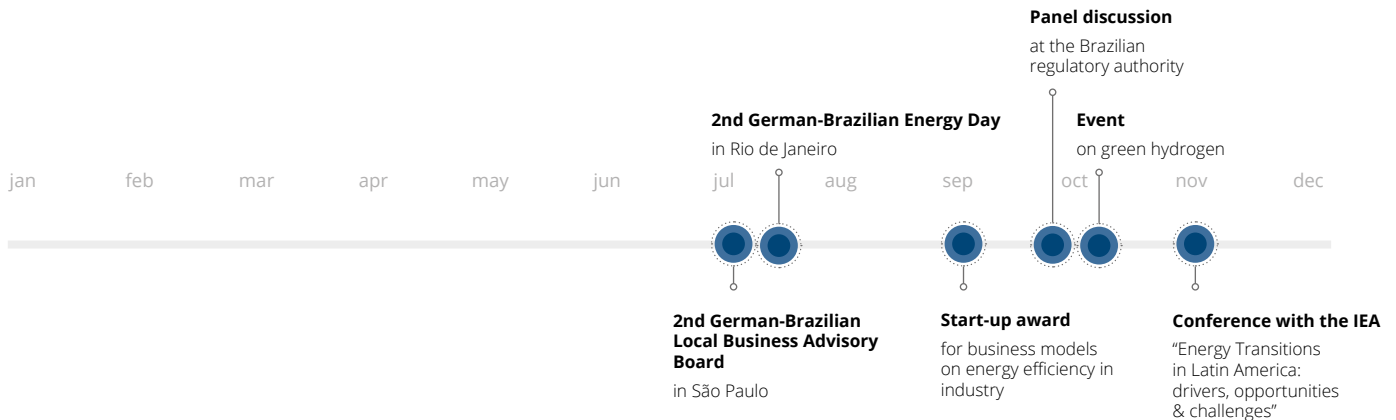 Panel discussion
at the Brazilian
regulatory authority
2nd German-Brazilian Energy Day
in Rio de Janeiro
Event
on green hydrogen
jan feb mar apr may jun jul aug sep oct nov dec
2nd German-Brazilian
Local Business Advisory
Board
in São Paulo
Start-up award
for business models
on energy efficiency in
industry
Conference with the IEA
“Energy Transitions
in Latin America:
drivers, opportunities
& challenges”